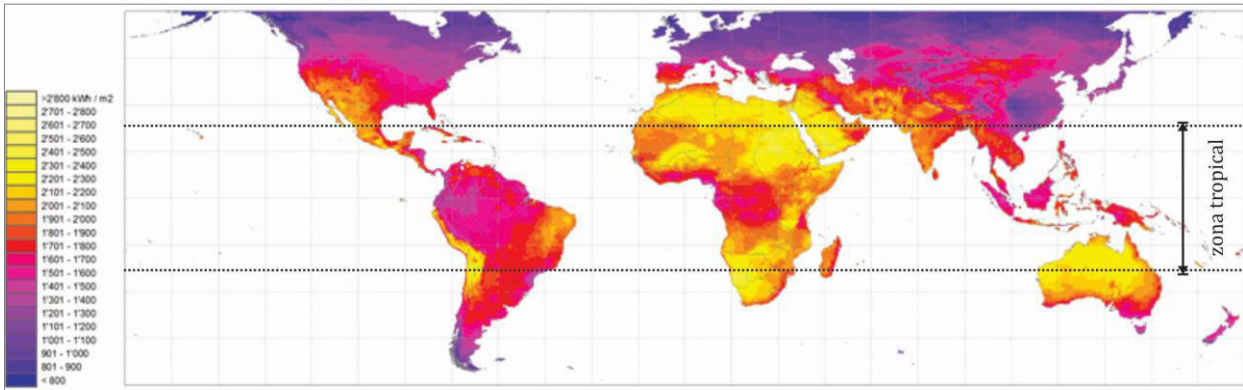 >2'800 kWh / m2
2'701 - 2'800
2'601 - 2'700
2'501 - 2'600
2'401 - 2'500
2'301 - 2'400
2'201 - 2'300
2'101 - 2'200
2'001 - 2'100
1'901 - 2'000
1'801 - 1'900
1'701 - 1'800
1'601 - 1'700
1'501 - 1'600
1'401 - 1'500
1'301 - 1'400
1'201 - 1'300
1'101 - 1'200
1'001 - 1'100
901 - 1'000
801 - 900
< 800
zona tropical